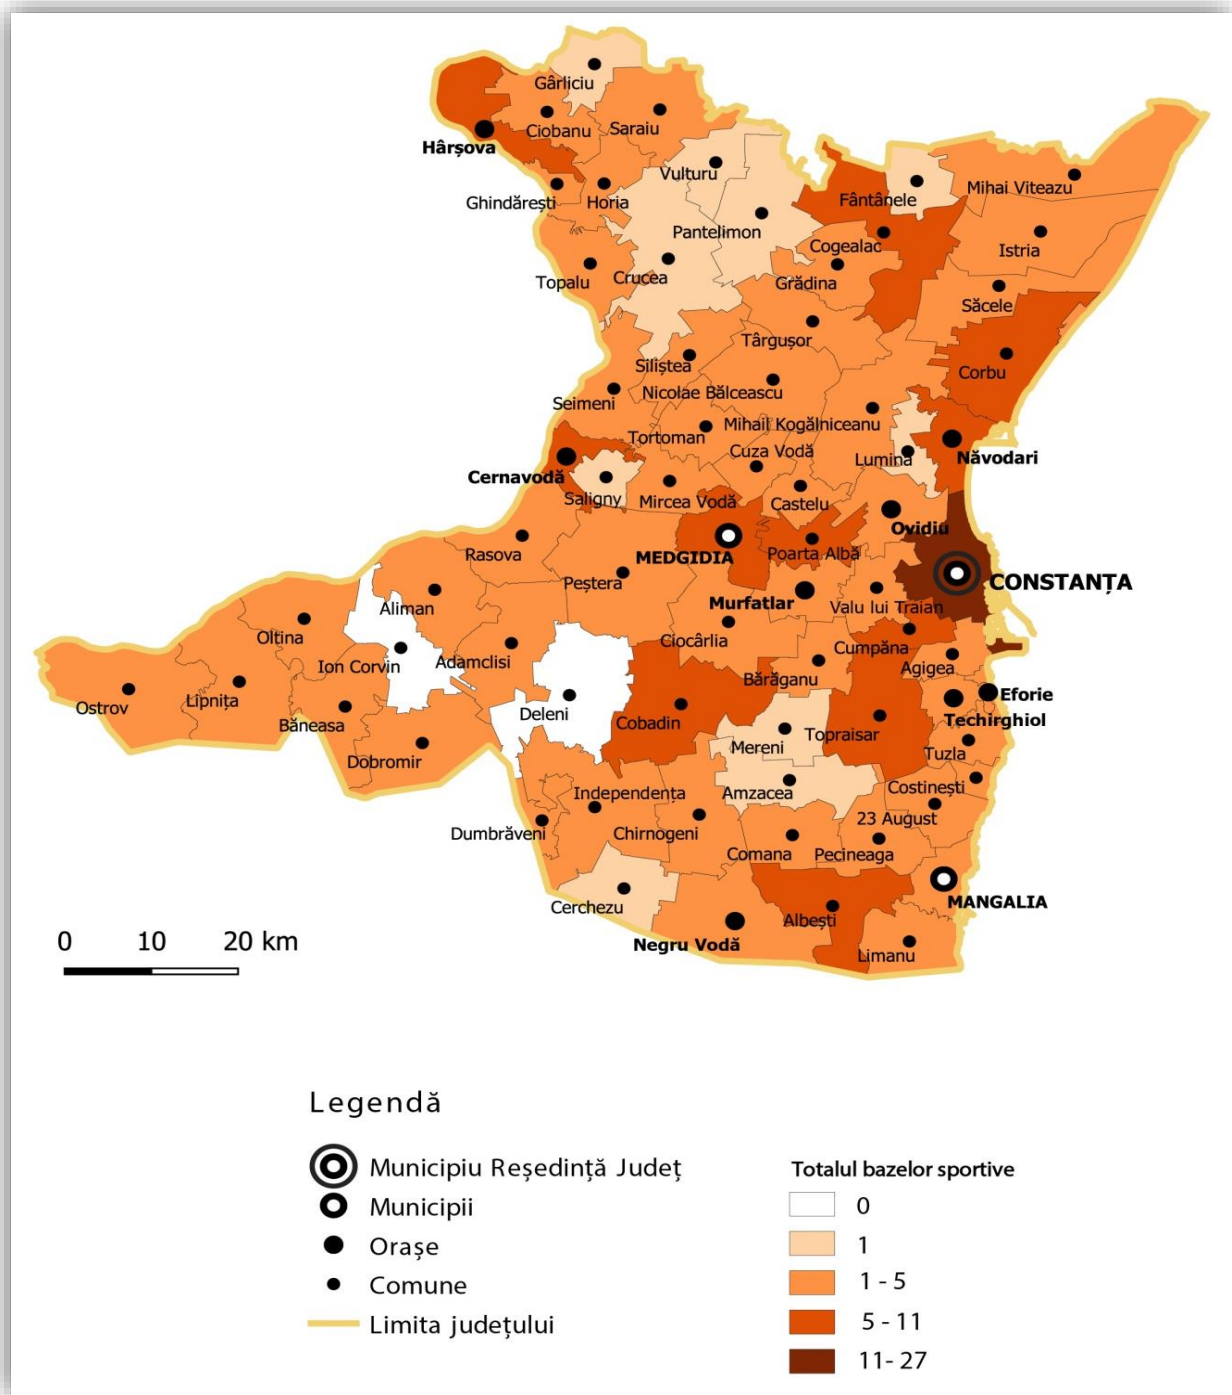 Gârliciu
Ciobanu
Saraiu
Hârșova
Vulturu
Mihai Viteazu
Fântânele
Ghindărești
Horia
Pantelimon
Cogealac
Istria
Topalu
Crucea
Grădina
Săcele
Târgușor
Siliștea
Corbu
Nicolae Bălceascu
Seimeni
Mihail Kogălniceanu
Tortoman
Cuza Vodă
Lumina
Năvodari
Cernavodă
Saligny
Mircea Vodă
Castelu
Ovidiu
Rasova
MEDGIDIA
Poarta Albă
Peștera
CONSTANȚA
Murfatlar
Valu lui Traian
Aliman
Oltina
Ciocârlia
Cumpăna
Ion Corvin
Adamclisi
Agigea
Bărăganu
Eforie
Lipnița
Ostrov
Deleni
Techirghiol
Băneasa
Cobadin
Topraisar
Mereni
Tuzla
Dobromir
Costinești
Independența
Amzacea
23 August
Dumbrăveni
Chirnogeni
Comana
Pecineaga
MANGALIA
Cerchezu
Albești
Negru Vodă
Limanu
0 10 20 km
Legendă
Municipiu Reședință Județ
Municipii
Orașe
Comune
Limita județului
Totalul bazelor sportive
0
1
1 - 5
5 - 11
11- 27